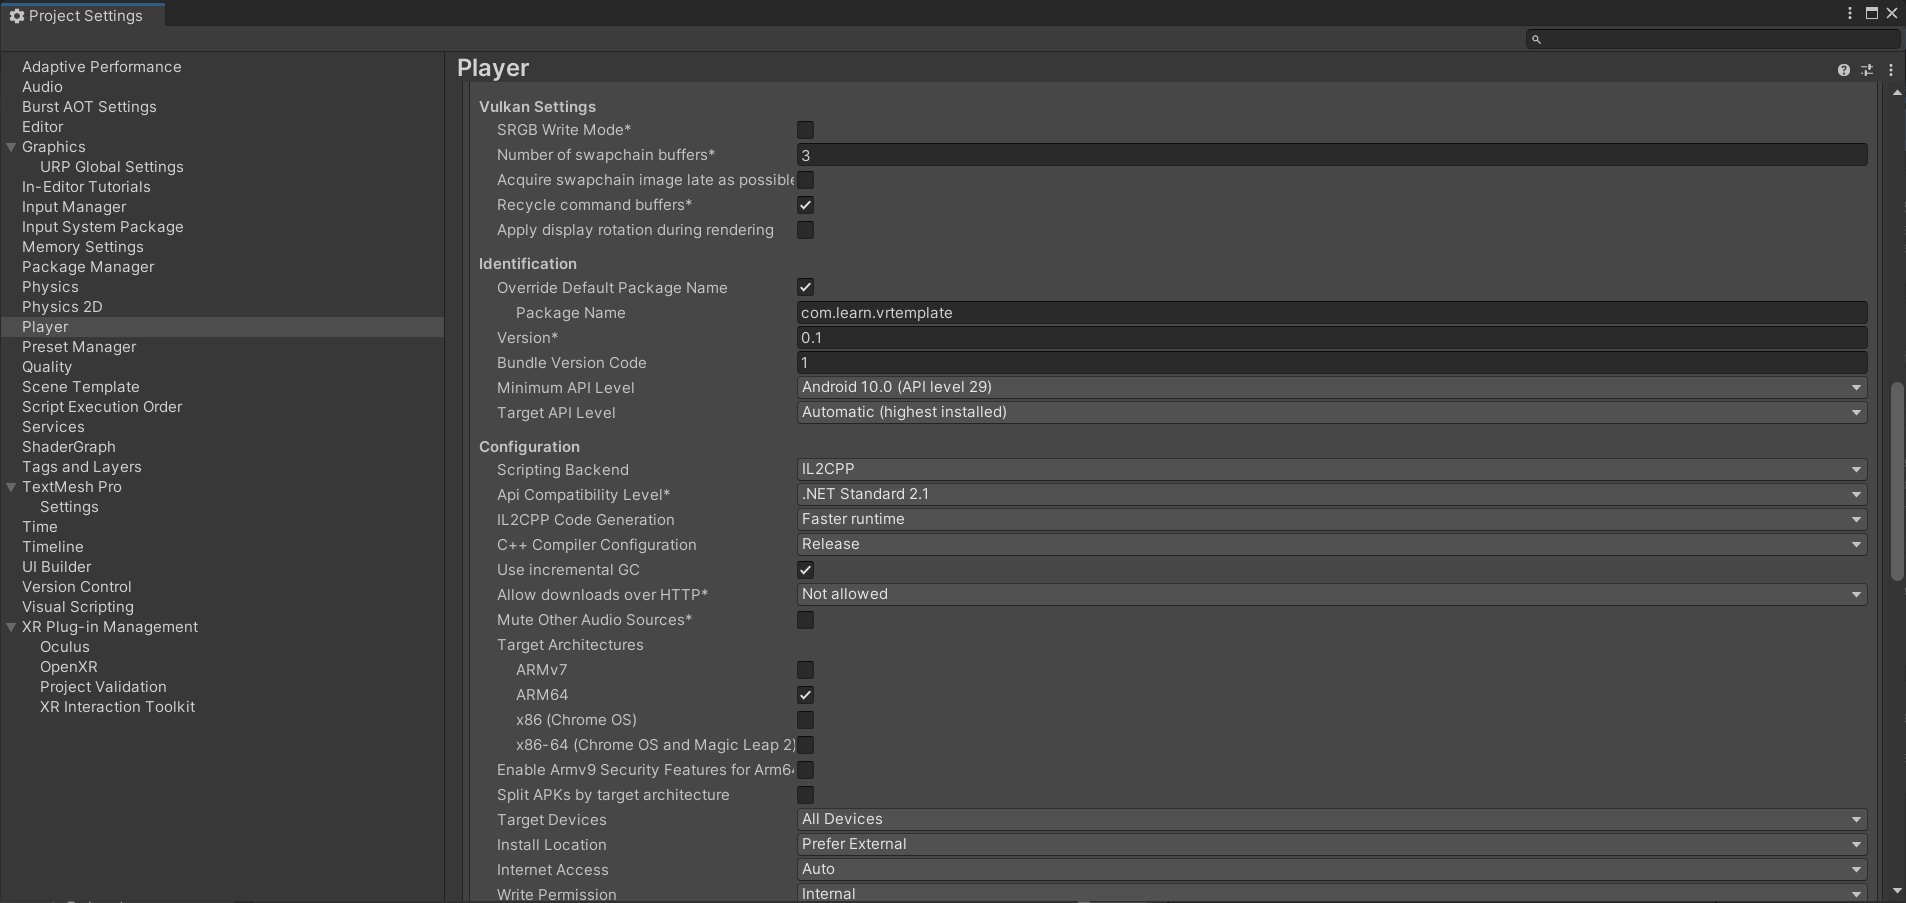 Project Settings
Adaptive Performance
Audio
Burst AOT Settings
Editor
Graphics
URP Global Settings
In-Editor Tutorials
Input Manager
Input System Package
Memory Settings
Package Manager
Physics
Physics 2D
Player
Preset Manager
Quality
Scene Template
Script Execution Order
Services
ShaderGraph
Tags and Layers
TextMesh Pro
Settings
Time
Timeline
UI Builder
Version Control
Visual Scripting
XR Plug-in Management
Oculus
OpenXR
Project Validation
XR Interaction Toolkit
Player
Vulkan Settings
SRGB Write Mode*
Number of swapchain buffers* 3
Acquire swapchain image late as possible
Recycle command buffers*
Apply display rotation during rendering
Identification
Override Default Package Name
Package Name com.learn.vrtemplate
Version* 0.1
Bundle Version Code 1
Minimum API Level Android 10.0 (API level 29)
Target API Level Automatic (highest installed)
Configuration
Scripting Backend IL2CPP
Api Compatibility Level* .NET Standard 2.1
IL2CPP Code Generation Faster runtime
C++ Compiler Configuration Release
Use incremental GC
Allow downloads over HTTP* Not allowed
Mute Other Audio Sources*
Target Architectures
ARMv7
ARM64
x86 (Chrome OS)
x86-64 (Chrome OS and Magic Leap 2)
Enable Armv9 Security Features for Arm64
Split APKs by target architecture
Target Devices All Devices
Install Location Prefer External
Internet Access Auto
Write Permission Internal